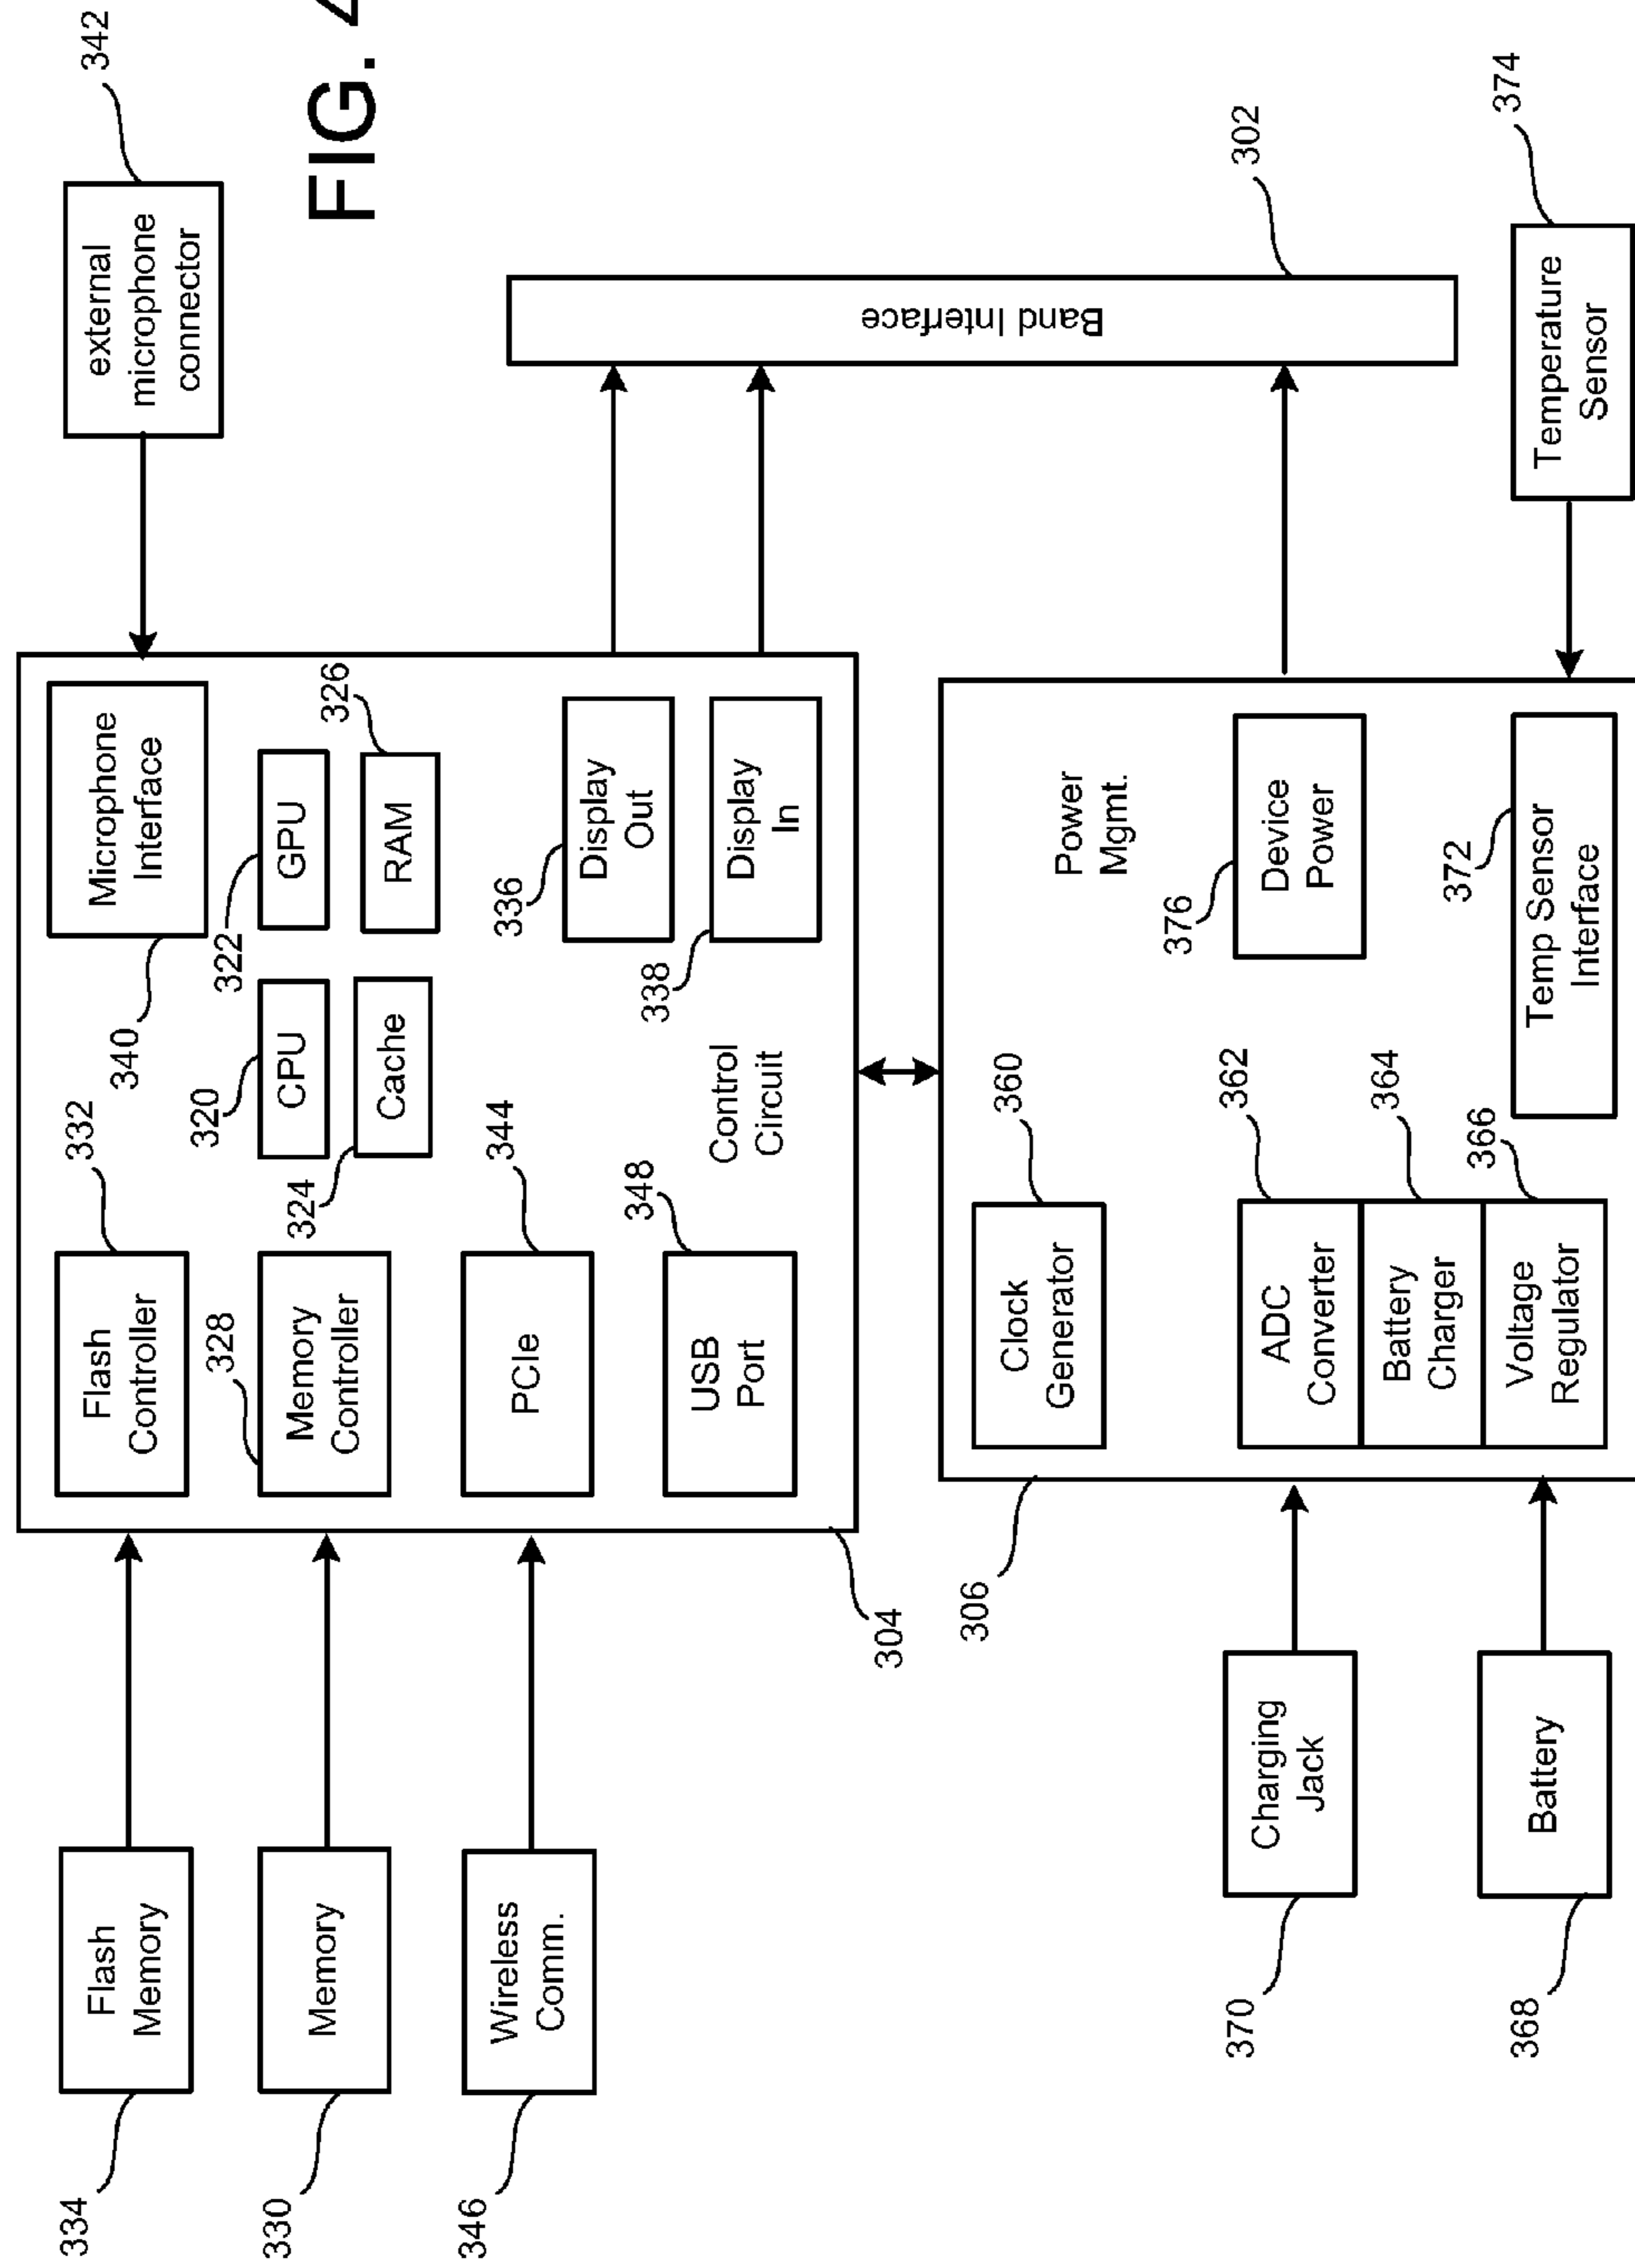 334
Flash
Memory
330
Memory
346
Wireless
Comm.
332
Flash
Controller
328
Memory
Controller
344
PCIe
348
USB
Port
340
Microphone
Interface
320
CPU
322
GPU
324
Cache
326
RAM
336
Display
Out
338
Display
In
Control
Circuit
304
342
external
microphone
connector
FIG. 4
Band Interface
302
306
360
Clock
Generator
Power
Mgmt.
362
ADC
Converter
364
Battery
Charger
366
Voltage
Regulator
376
Device
Power
372
Temp Sensor
Interface
370
Charging
Jack
368
Battery
374
Temperature
Sensor